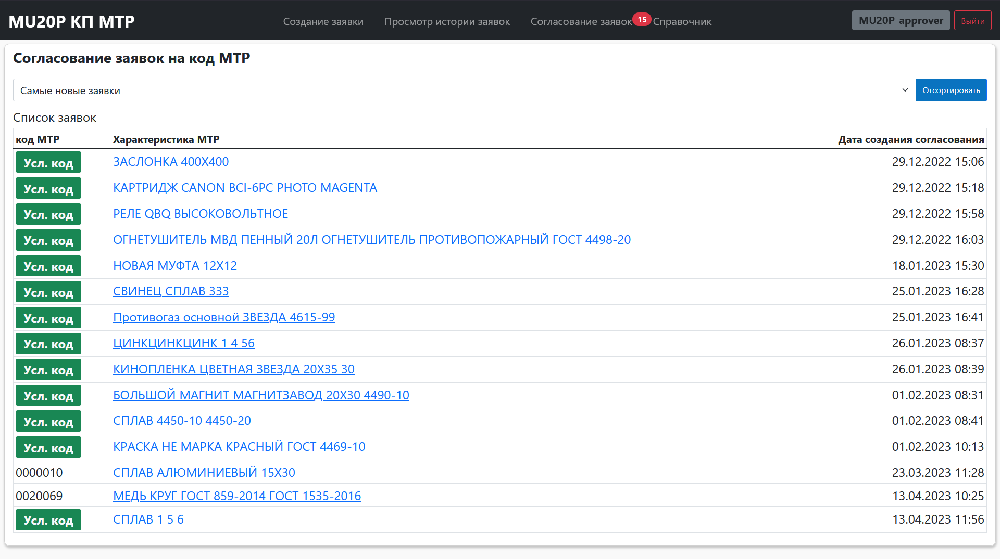 MU20P КП МТР Создание заявки Просмотр истории заявок Согласование заявок 15 Справочник MU20P_approver Выйти
Согласование заявок на код МТР
Самые новые заявки Отсортировать
Список заявок
код МТР Характеристика МТР Дата создания согласования
Усл. код ЗАСЛОНКА 400X400 29.12.2022 15:06
Усл. код КАРТРИДЖ CANON BCI-6PC PHOTO MAGENTA 29.12.2022 15:18
Усл. код РЕЛЕ QBQ ВЫСОКОВОЛЬТНОЕ 29.12.2022 15:58
Усл. код ОГНЕТУШИТЕЛЬ МВД ПЕННЫЙ 20Л ОГНЕТУШИТЕЛЬ ПРОТИВОПОЖАРНЫЙ ГОСТ 4498-20 29.12.2022 16:03
Усл. код НОВАЯ МУФТА 12X12 18.01.2023 15:30
Усл. код СВИНЕЦ СПЛАВ 333 25.01.2023 16:28
Усл. код Противогаз основной ЗВЕЗДА 4615-99 25.01.2023 16:41
Усл. код ЦИНКЦИНКЦИНК 1 4 56 26.01.2023 08:37
Усл. код КИНОПЛЕНКА ЦВЕТНАЯ ЗВЕЗДА 20X35 30 26.01.2023 08:39
Усл. код БОЛЬШОЙ МАГНИТ МАГНИТЗАВОД 20X30 4490-10 01.02.2023 08:31
Усл. код СПЛАВ 4450-10 4450-20 01.02.2023 08:41
Усл. код КРАСКА НЕ МАРКА КРАСНЫЙ ГОСТ 4469-10 01.02.2023 10:13
0000010 СПЛАВ АЛЮМИНИЕВЫЙ 15X30 23.03.2023 11:28
0020069 МЕДЬ КРУГ ГОСТ 859-2014 ГОСТ 1535-2016 13.04.2023 10:25
Усл. код СПЛАВ 1 5 6 13.04.2023 11:56